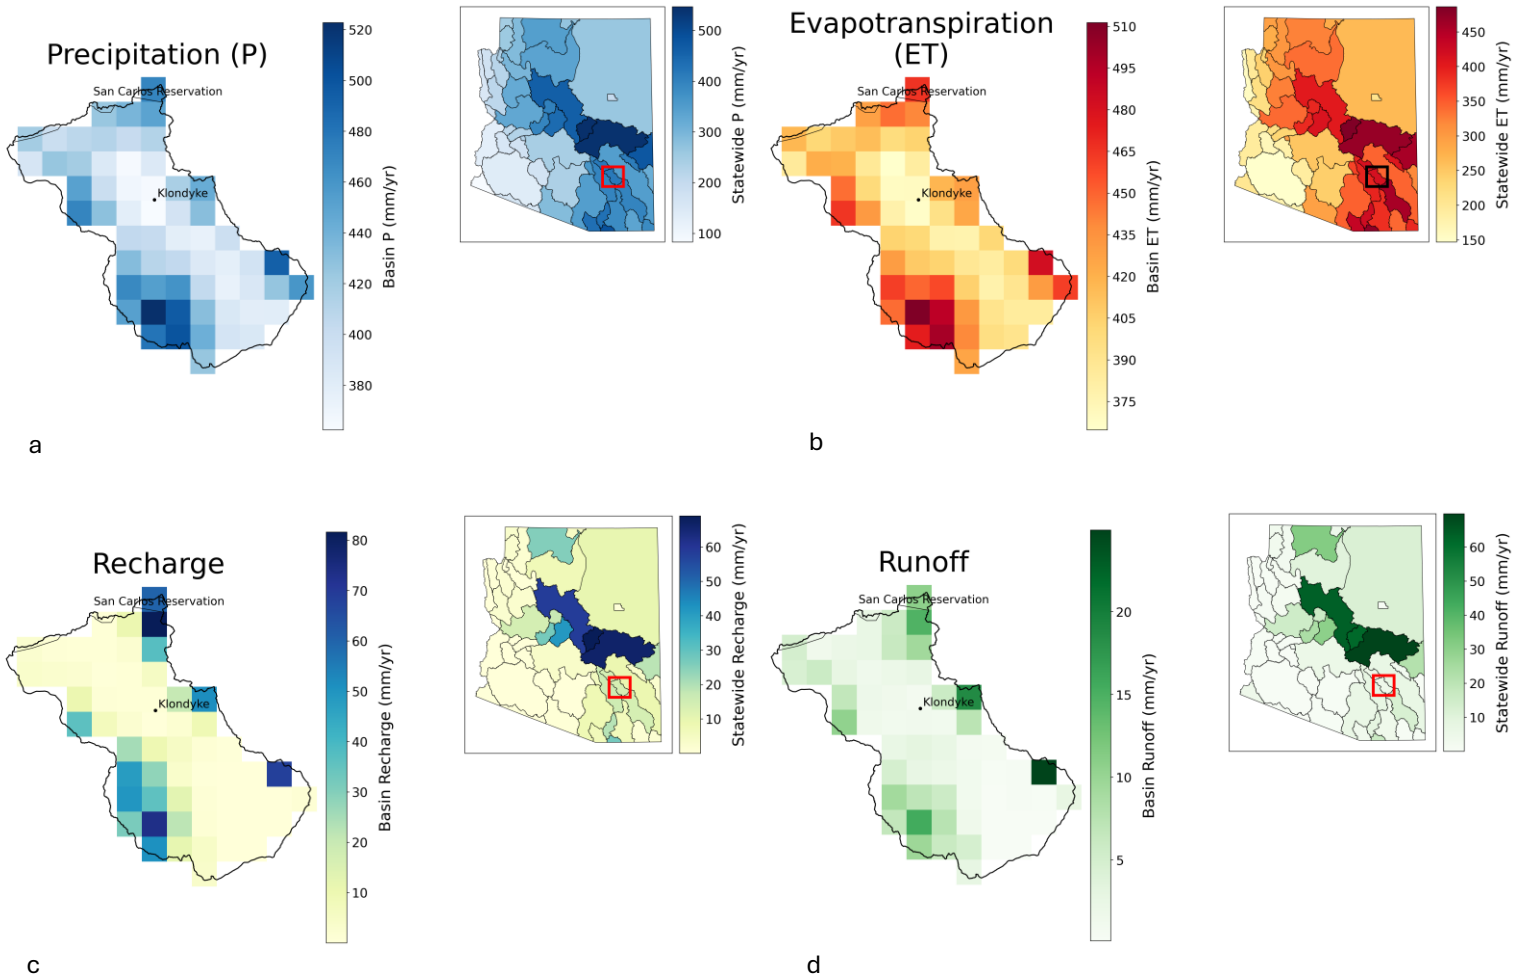 Precipitation (P)
San Carlos Reservation
Klondyke
520
500
480
460
440
420
400
380
Basin P (mm/yr)
500
400
300
200
100
Statewide P (mm/yr)
a
Evapotranspiration
(ET)
San Carlos Reservation
Klondyke
510
495
480
465
450
435
420
405
390
375
Basin ET (mm/yr)
450
400
350
300
250
200
150
Statewide ET (mm/yr)
b
Recharge
San Carlos Reservation
Klondyke
80
70
60
50
40
30
20
10
Basin Recharge (mm/yr)
60
50
40
30
20
10
Statewide Recharge (mm/yr)
c
Runoff
San Carlos Reservation
Klondyke
20
15
10
5
Basin Runoff (mm/yr)
60
50
40
30
20
10
Statewide Runoff (mm/yr)
d